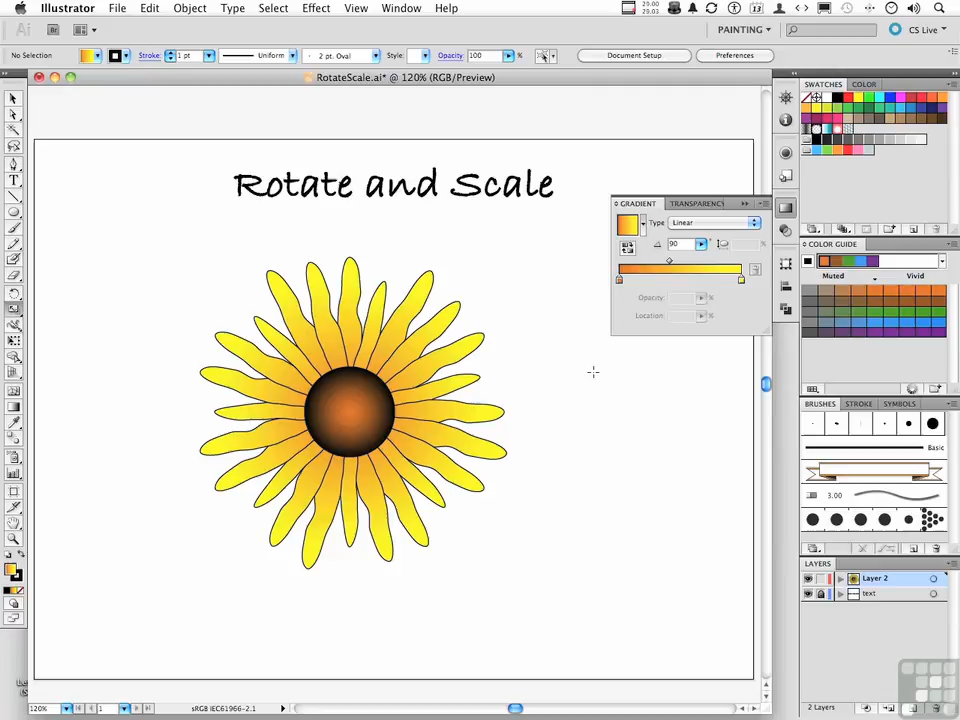 Illustrator File Edit Object Type Select Effect View Window Help
PAINTING
CS Live
No Selection Stroke: 1 pt Uniform 2 pt. Oval Style: Opacity: 100 % Document Setup Preferences
RotateScale.ai* @ 120% (RGB/Preview)
SWATCHES COLOR
Rotate and Scale
GRADIENT TRANSPARENCY
Type Linear
90 ° %
COLOR GUIDE
Muted Vivid
Opacity: %
Location: %
BRUSHES STROKE SYMBOLS
Basic
3.00
LAYERS
Layer 2
text
120% 1 sRGB IEC61966-2.1
2 Layers